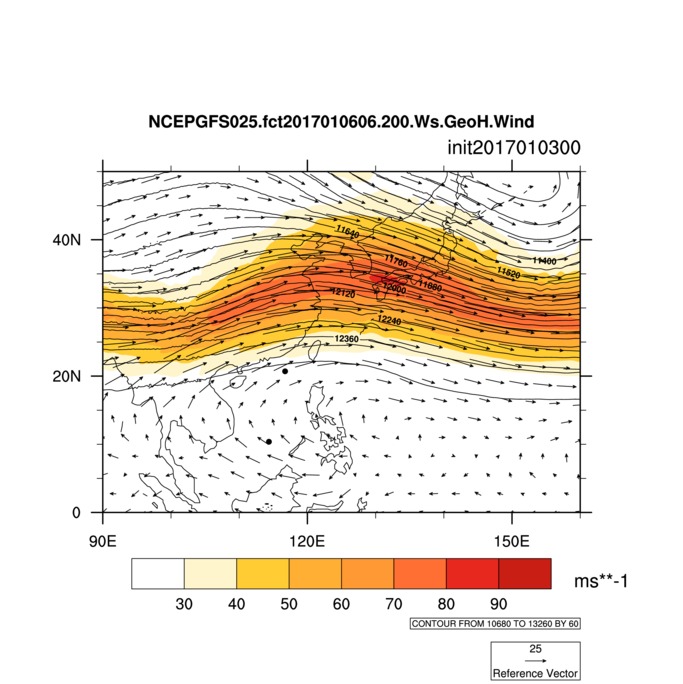 NCEPGFS025.fct2017010606.200.Ws.GeoH.Wind
init2017010300
40N
20N
0
11640
11760
11400
11520
12000
11880
12120
12240
12360
90E 120E 150E
30 40 50 60 70 80 90
ms**-1
CONTOUR FROM 10680 TO 13260 BY 60
25
Reference Vector